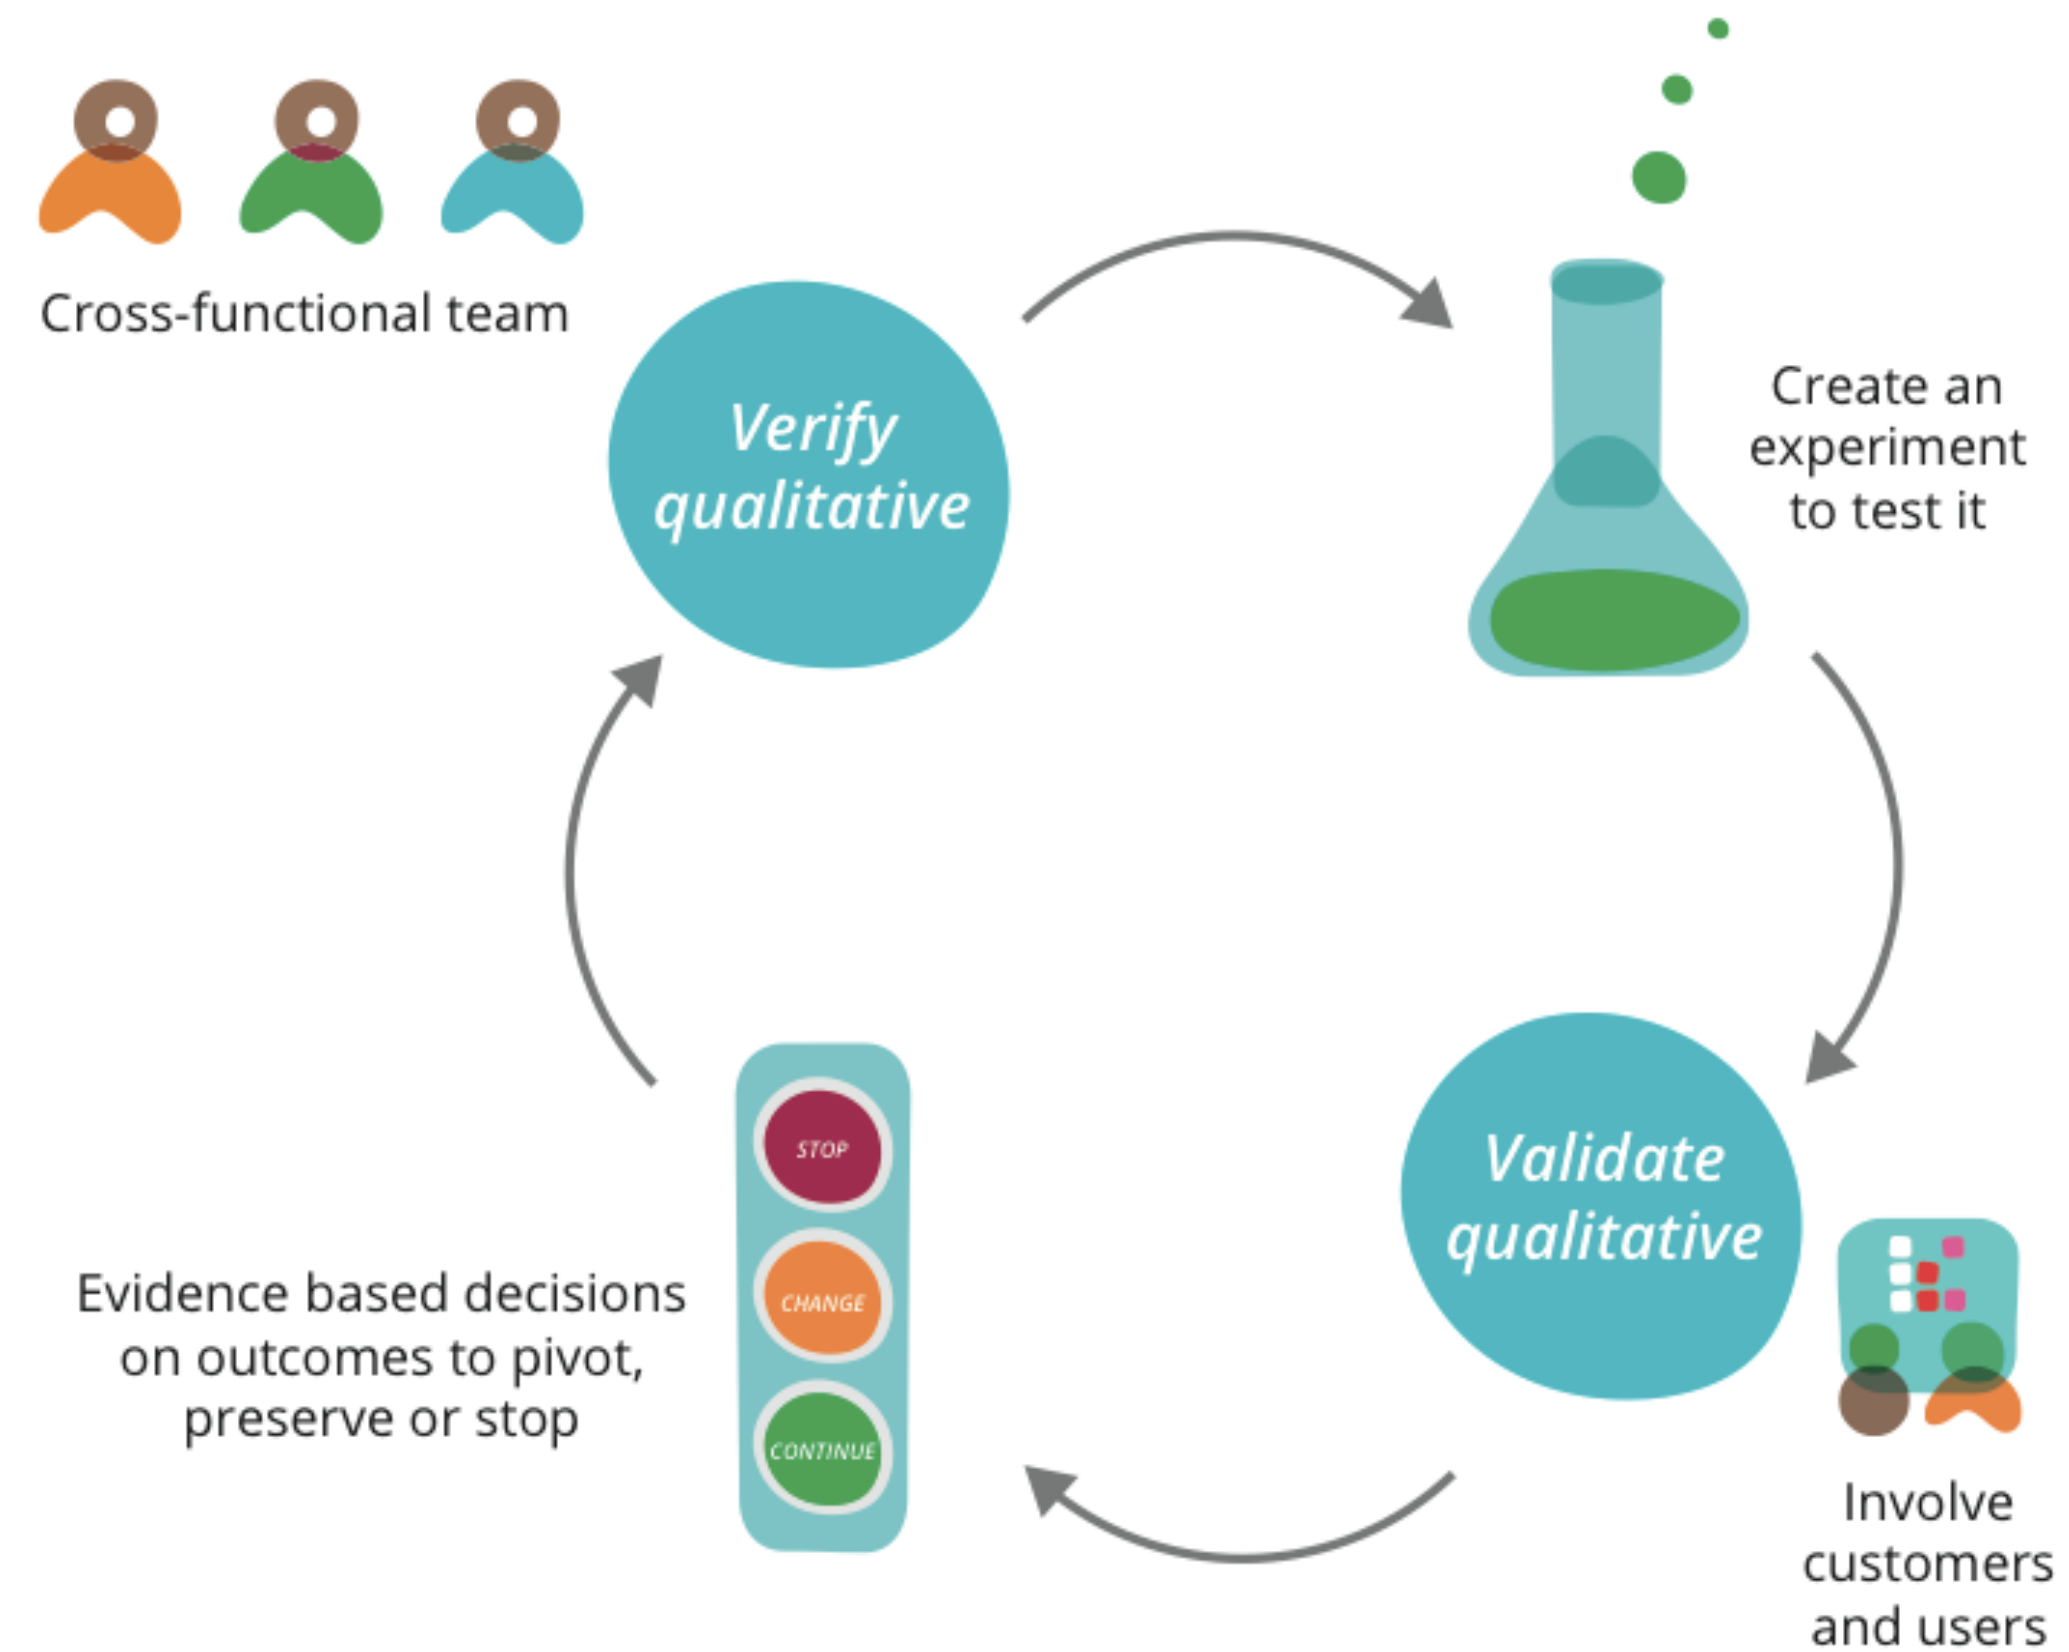 Cross-functional team
Verify
qualitative
Create an
experiment
to test it
Validate
qualitative
Involve
customers
and users
STOP
CHANGE
CONTINUE
Evidence based decisions
on outcomes to pivot,
preserve or stop